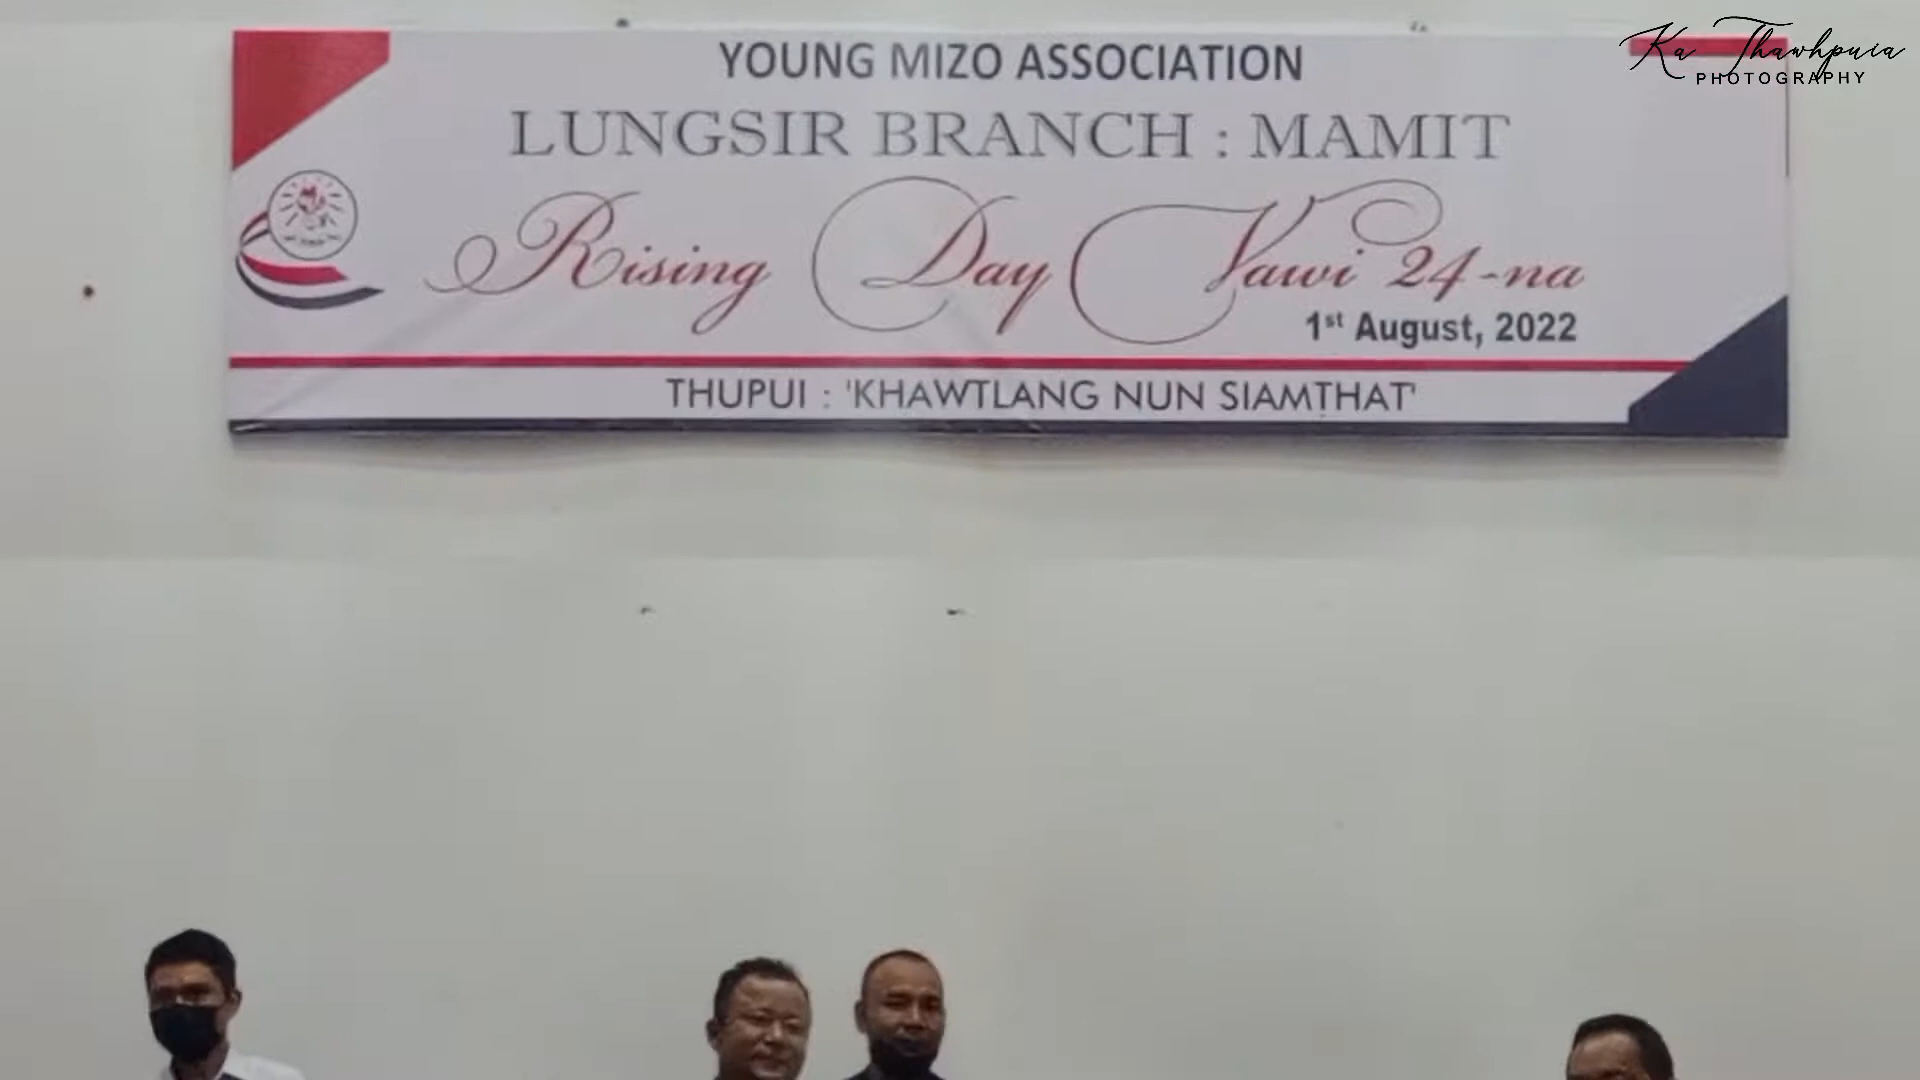 YOUNG MIZO ASSOCIATION
LUNGSIR BRANCH : MAMIT
Rising Day Vawi 24-na
1st August, 2022
THUPUI : 'KHAWTLANG NUN SIAMṬHAT'
Ka Thawhpuia
PHOTOGRAPHY